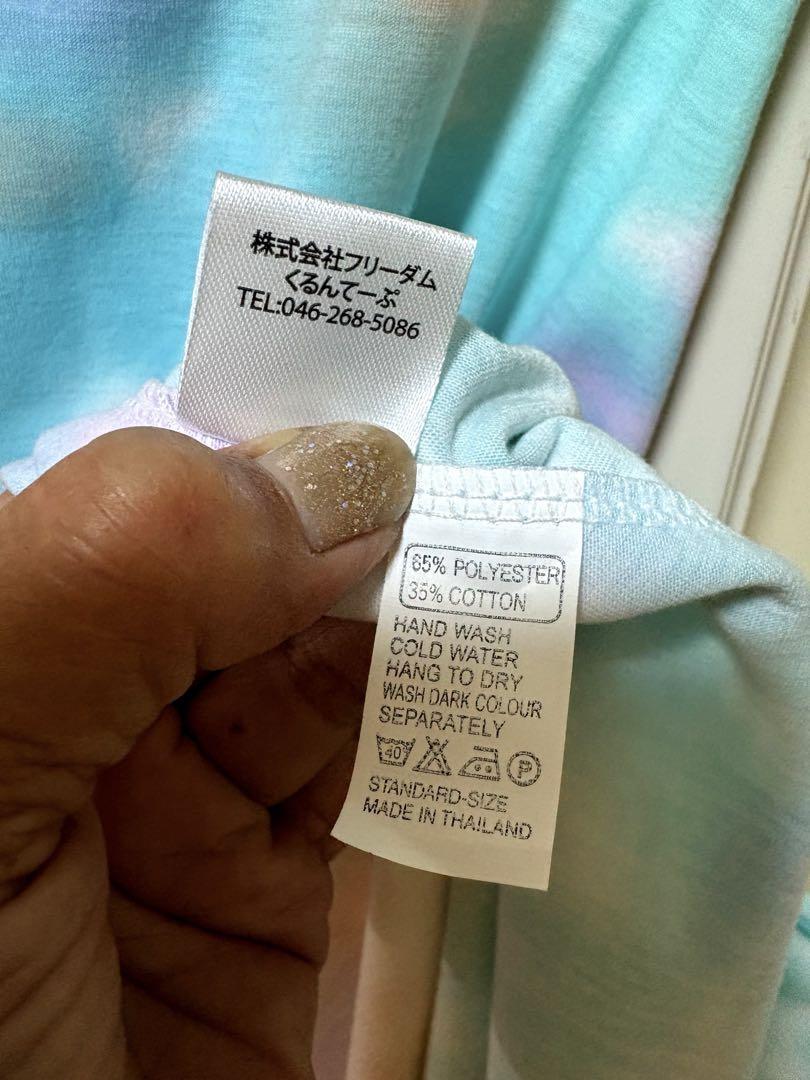 株式会社フリーダム
くるんてーぷ
TEL:046-268-5086
65% POLYESTER
35% COTTON
HAND WASH
COLD WATER
HANG TO DRY
WASH DARK COLOUR
SEPARATELY
40 P
STANDARD-SIZE
MADE IN THAILAND